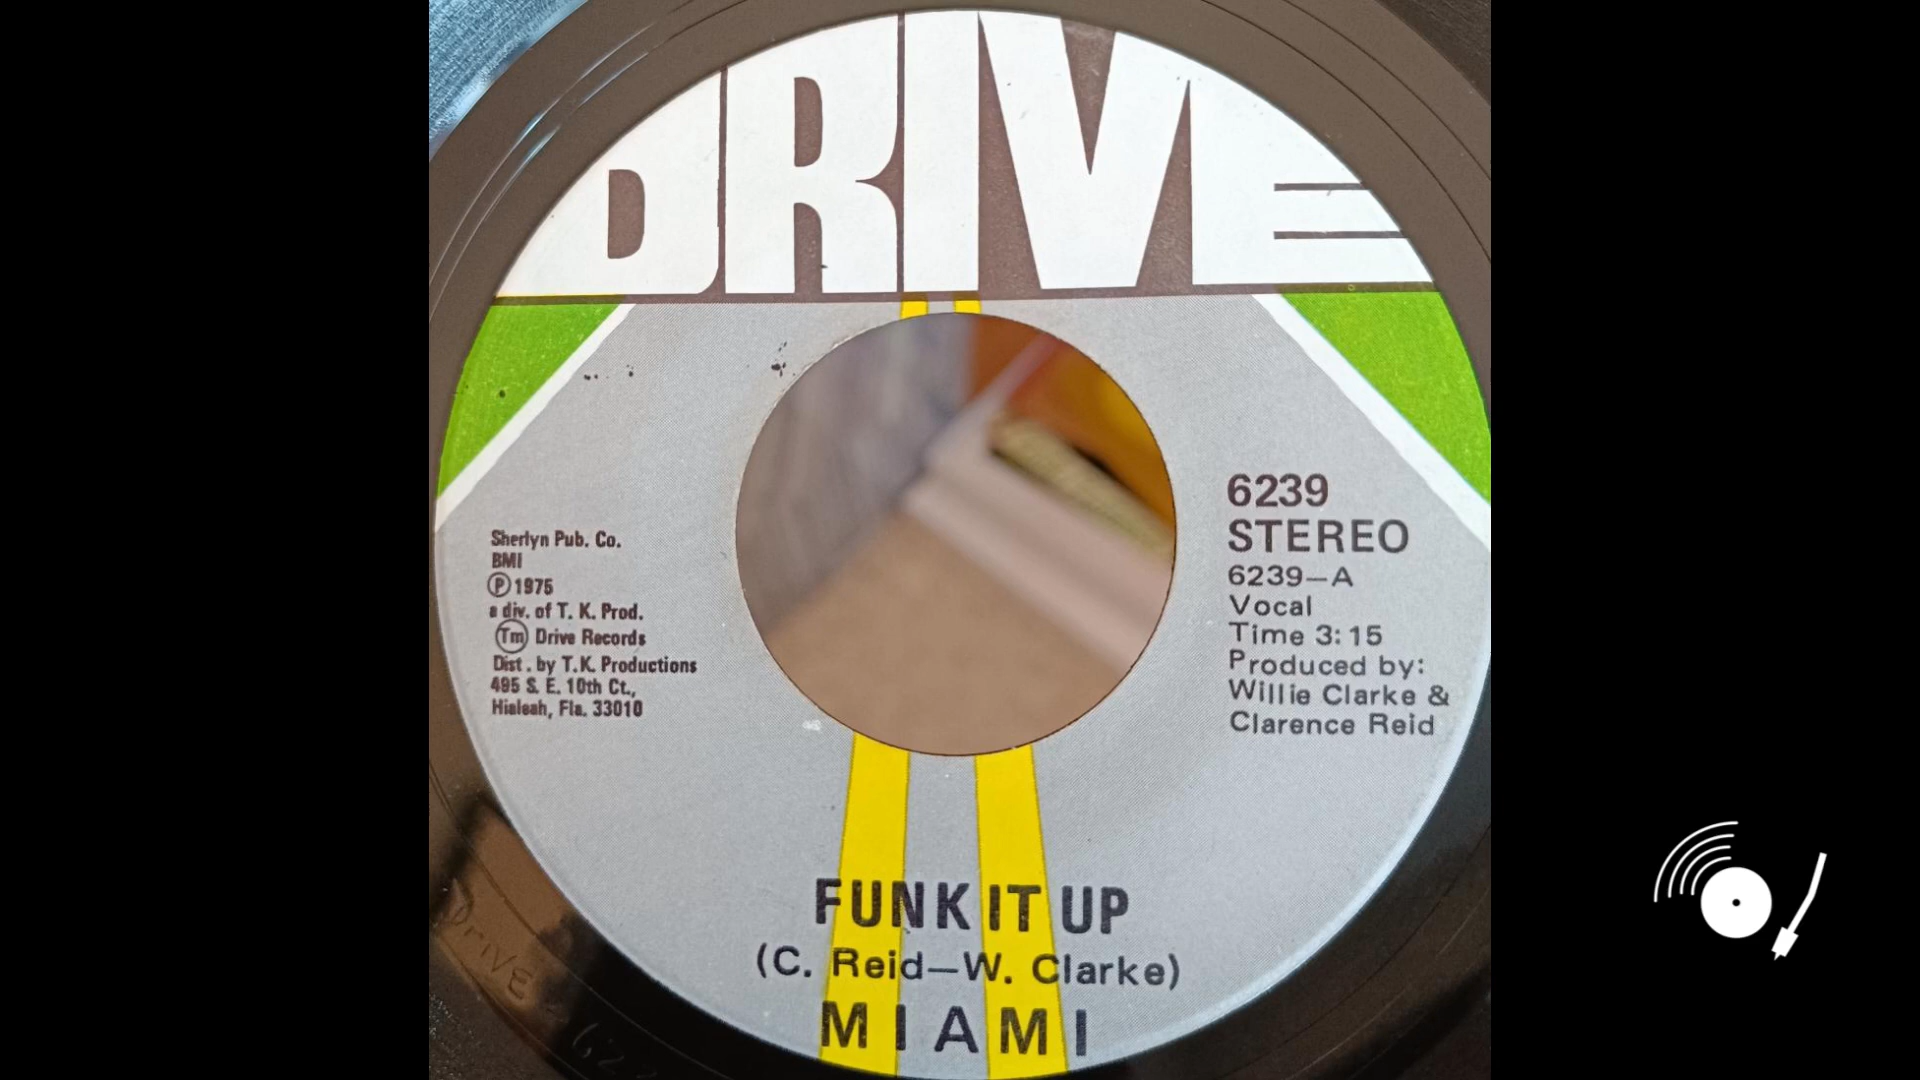 DRIVE
Sherlyn Pub. Co.
BMI
Ⓟ 1975
a div. of T. K. Prod.
Tm Drive Records
Dist. by T.K. Productions
495 S. E. 10th Ct.,
Hialeah, Fla. 33010
6239
STEREO
6239—A
Vocal
Time 3:15
Produced by:
Willie Clarke &
Clarence Reid
FUNK IT UP
(C. Reid—W. Clarke)
MIAMI
DRIVE